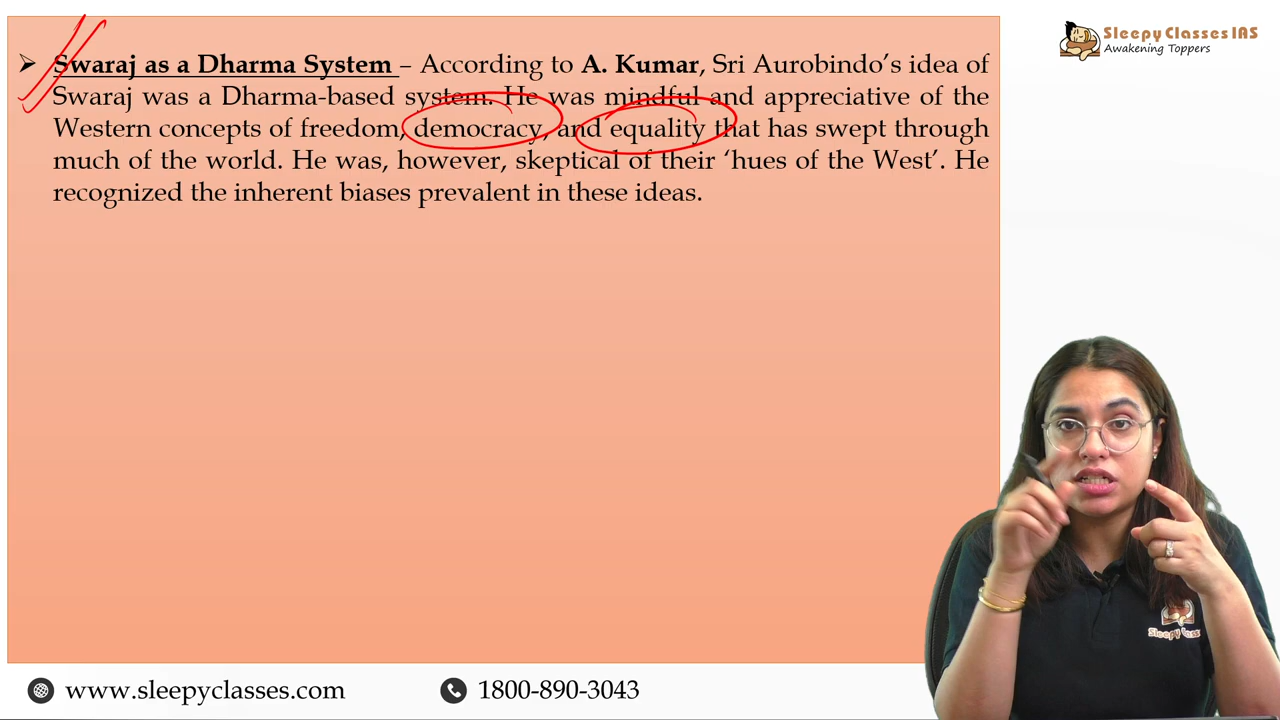 Sleepy Classes IAS
Awakening Toppers
➢ Swaraj as a Dharma System – According to A. Kumar, Sri Aurobindo’s idea of
Swaraj was a Dharma-based system. He was mindful and appreciative of the
Western concepts of freedom, democracy, and equality that has swept through
much of the world. He was, however, skeptical of their ‘hues of the West’. He
recognized the inherent biases prevalent in these ideas.
www.sleepyclasses.com
1800-890-3043